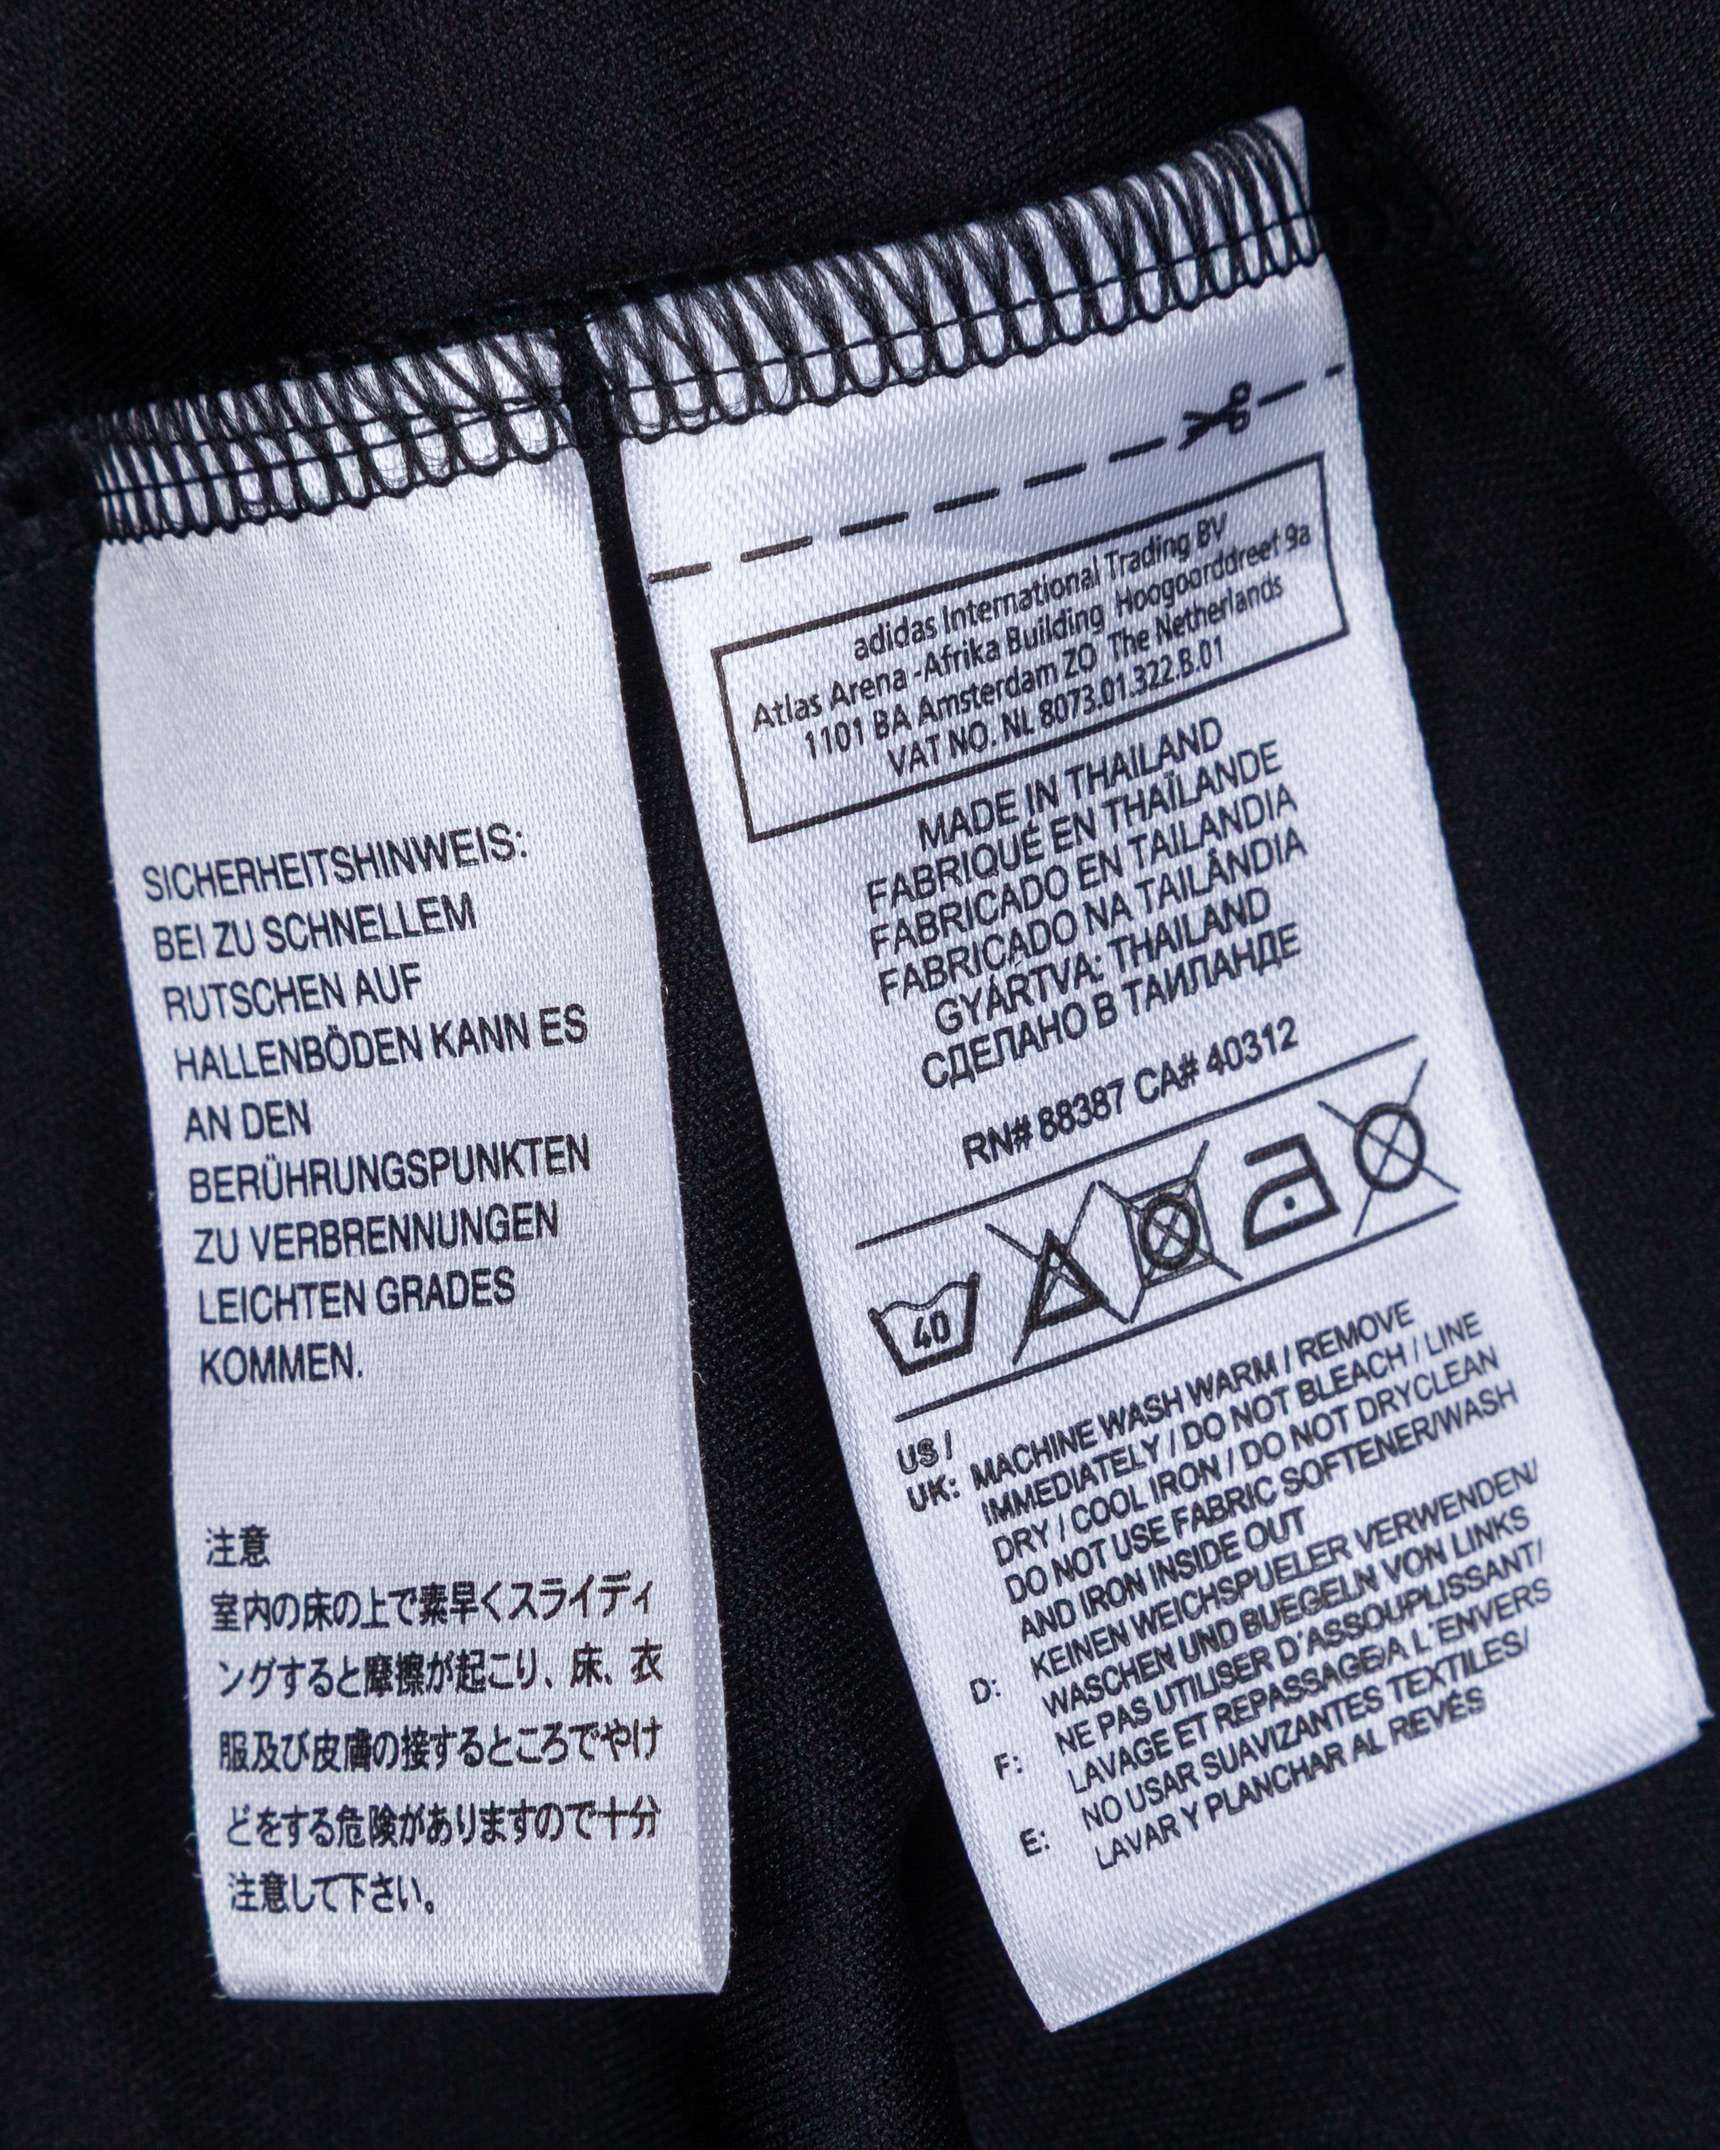 SICHERHEITSHINWEIS:
BEI ZU SCHNELLEM
RUTSCHEN AUF
HALLENBÖDEN KANN ES
AN DEN
BERÜHRUNGSPUNKTEN
ZU VERBRENNUNGEN
LEICHTEN GRADES
KOMMEN.
注意
室内の床の上で素早くスライディ
ングすると摩擦が起こり、床、衣
服及び皮膚の接するところでやけ
どをする危険がありますので十分
注意して下さい。
adidas International Trading BV
Atlas Arena -Afrika Building Hoogoorddreef 9a
1101 BA Amsterdam ZO The Netherlands
VAT NO. NL 8073.01.322.B.01
MADE IN THAILAND
FABRIQUÉ EN THAÏLANDE
FABRICADO EN TAILANDIA
FABRICADO NA TAILÂNDIA
GYÁRTVA: THAILAND
СДЕЛАНО В ТАИЛАНДЕ
RN# 88387 CA# 40312
40
US /
UK: MACHINE WASH WARM / REMOVE
IMMEDIATELY / DO NOT BLEACH / LINE
DRY / COOL IRON / DO NOT DRYCLEAN
DO NOT USE FABRIC SOFTENER/WASH
AND IRON INSIDE OUT
D: KEINEN WEICHSPUELER VERWENDEN/
WASCHEN UND BUEGELN VON LINKS
F: NE PAS UTILISER D'ASSOUPLISSANT/
LAVAGE ET REPASSAGE/A L'ENVERS
E: NO USAR SUAVIZANTES TEXTILES/
LAVAR Y PLANCHAR AL REVÉS